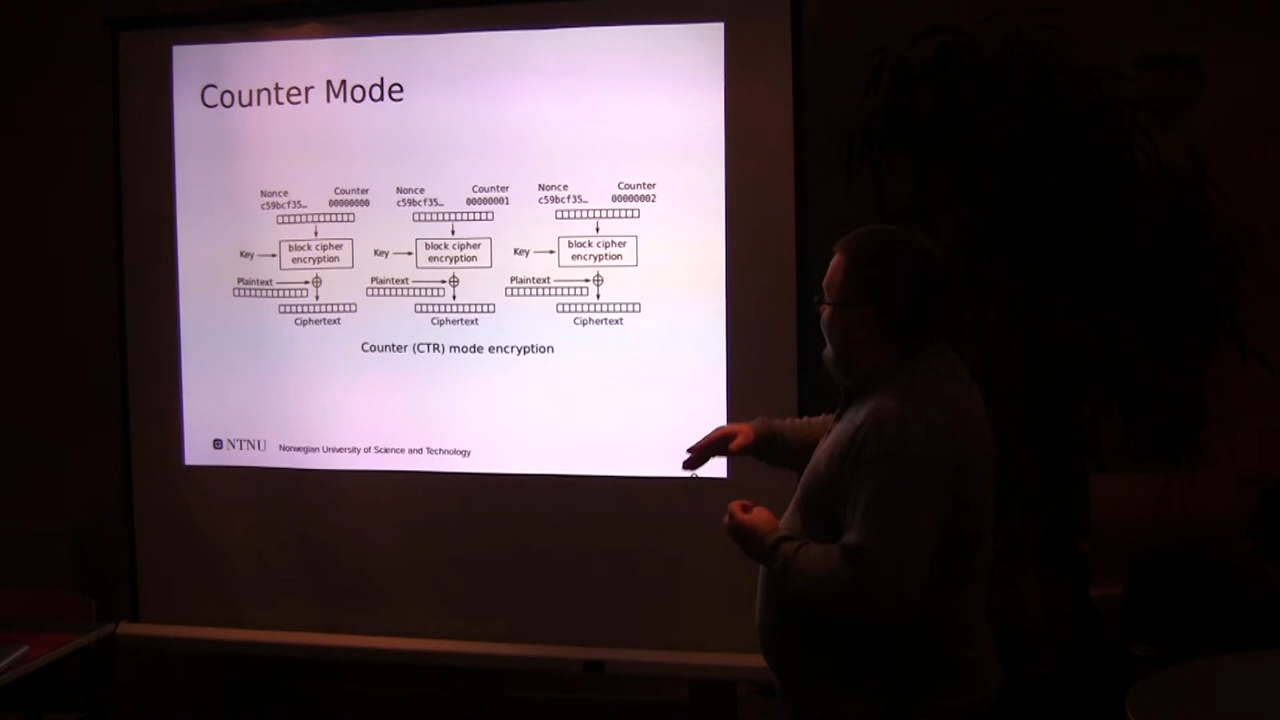 Counter Mode
Nonce Counter Nonce Counter Nonce Counter
c59bcf35… 00000000 c59bcf35… 00000001 c59bcf35… 00000002
Key block cipher encryption Key block cipher encryption Key block cipher encryption
Plaintext Plaintext Plaintext
Ciphertext Ciphertext Ciphertext
Counter (CTR) mode encryption
NTNU Norwegian University of Science and Technology